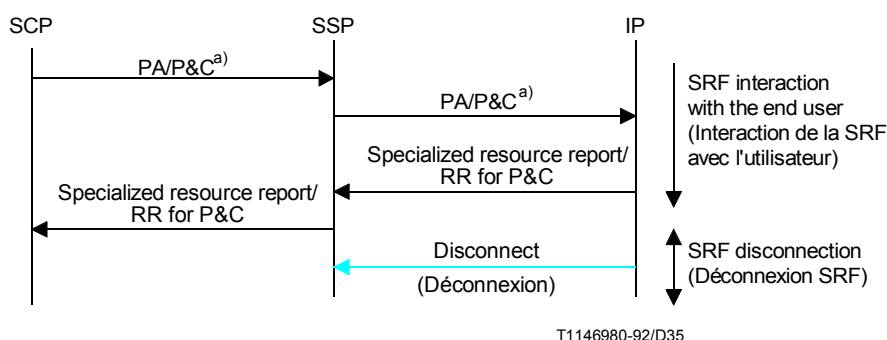 SCP
SSP
IP
PA/P&C a)
PA/P&C a)
SRF interaction
with the end user
(Interaction de la SRF
avec l'utilisateur)
Specialized resource report/
RR for P&C
Specialized resource report/
RR for P&C
Disconnect
(Déconnexion)
SRF disconnection
(Déconnexion SRF)
T1146980-92/D35